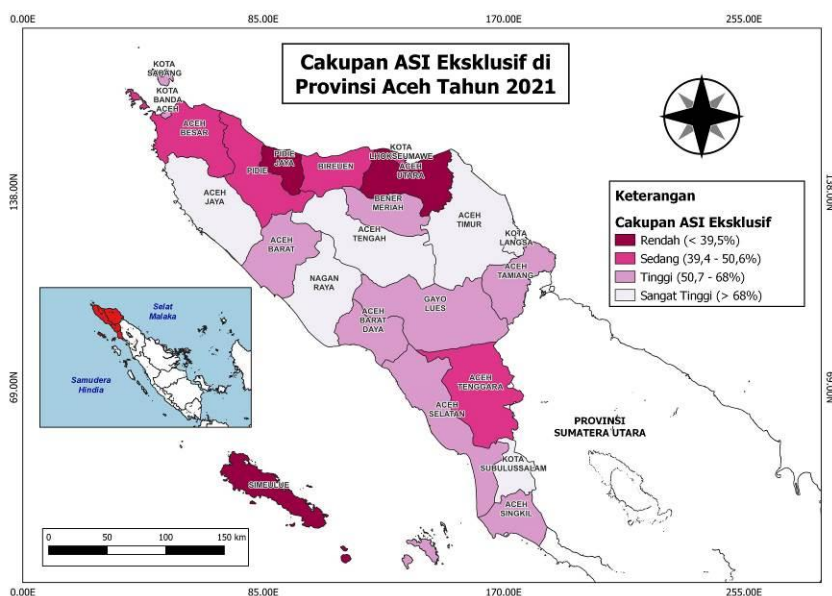 0.00E
85.00E
170.00E
255.00E
Cakupan ASI Eksklusif di
Provinsi Aceh Tahun 2021
KOTA
SABANG
KOTA
BANDA
ACEH
ACEH
BESAR
PIDIE
PIDIE
JAYA
BIREUEN
KOTA
LHOKSEUMAWE
ACEH
UTARA
BENER
MERIAH
ACEH
JAYA
ACEH
TENGAH
ACEH
TIMUR
KOTA
LANGSA
ACEH
BARAT
ACEH
TAMIANG
NAGAN
RAYA
GAYO
LUES
ACEH
BARAT
DAYA
ACEH
TENGGARA
ACEH
SELATAN
KOTA
SUBULUSSALAM
ACEH
SINGKIL
SIMEULUE
PROVINSI
SUMATERA UTARA
138.00N
138.00N
69.00N
69.00N
Keterangan
Cakupan ASI Eksklusif
Rendah (< 39,5%)
Sedang (39,4 - 50,6%)
Tinggi (50,7 - 68%)
Sangat Tinggi (> 68%)
Selat
Malaka
Samudera
Hindia
0 50 100 150 km
0.00E
85.00E
170.00E
255.00E